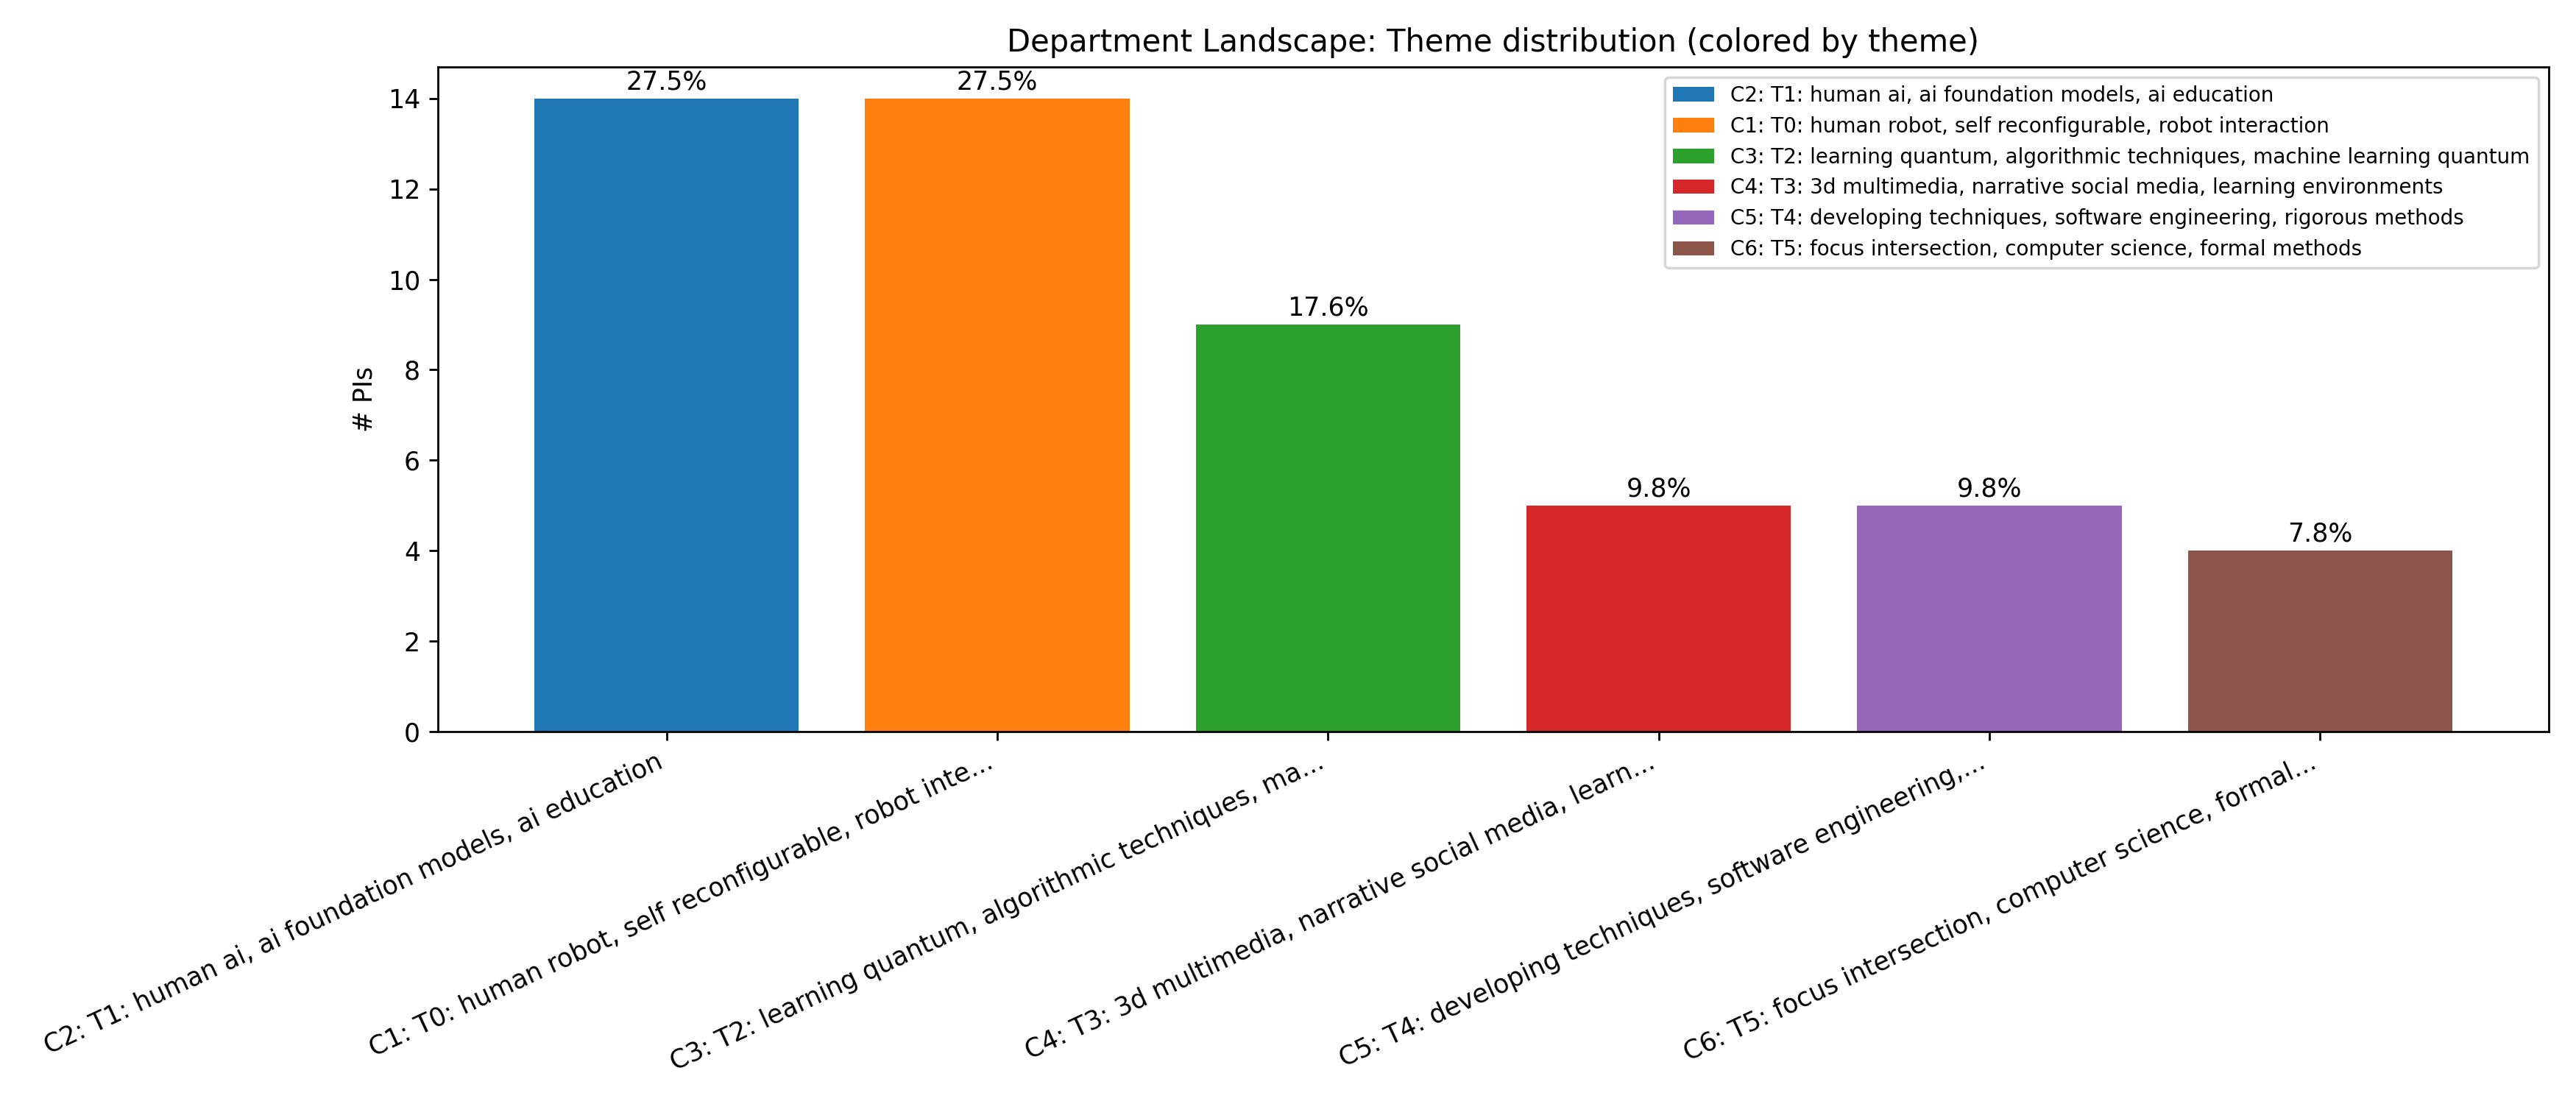 Department Landscape: Theme distribution (colored by theme)
27.5%
27.5%
17.6%
9.8%
9.8%
7.8%
C2: T1: human ai, ai foundation models, ai education
C1: T0: human robot, self reconfigurable, robot interaction
C3: T2: learning quantum, algorithmic techniques, machine learning quantum
C4: T3: 3d multimedia, narrative social media, learning environments
C5: T4: developing techniques, software engineering, rigorous methods
C6: T5: focus intersection, computer science, formal methods
# PIs
14
12
10
8
6
4
2
0
C2: T1: human ai, ai foundation models, ai education
C1: T0: human robot, self reconfigurable, robot inte...
C3: T2: learning quantum, algorithmic techniques, ma...
C4: T3: 3d multimedia, narrative social media, learn...
C5: T4: developing techniques, software engineering,...
C6: T5: focus intersection, computer science, formal...